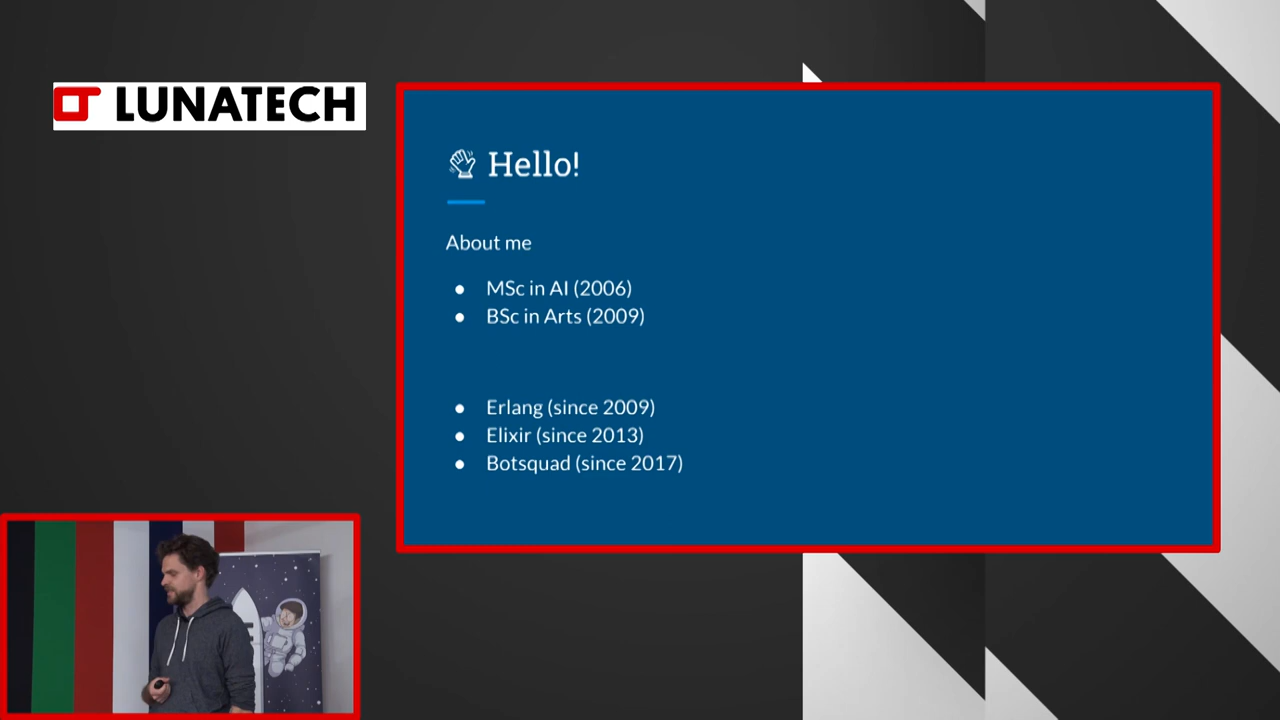 LUNATECH
Hello!
About me
● MSc in AI (2006)
● BSc in Arts (2009)
● Erlang (since 2009)
● Elixir (since 2013)
● Botsquad (since 2017)